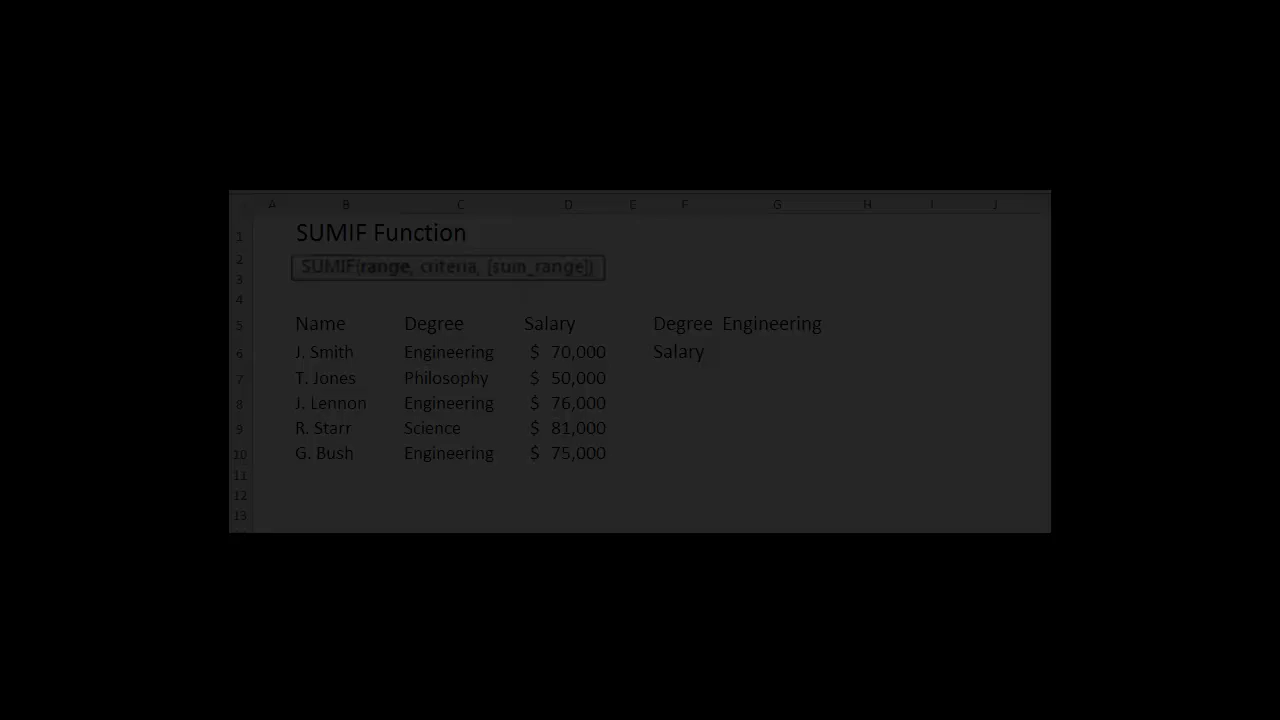 A B C D E F G H I J
1 SUMIF Function
2 SUMIF(range, criteria, [sum_range])
3
4
5 Name Degree Salary Degree Engineering
6 J. Smith Engineering $ 70,000 Salary
7 T. Jones Philosophy $ 50,000
8 J. Lennon Engineering $ 76,000
9 R. Starr Science $ 81,000
10 G. Bush Engineering $ 75,000
11
12
13